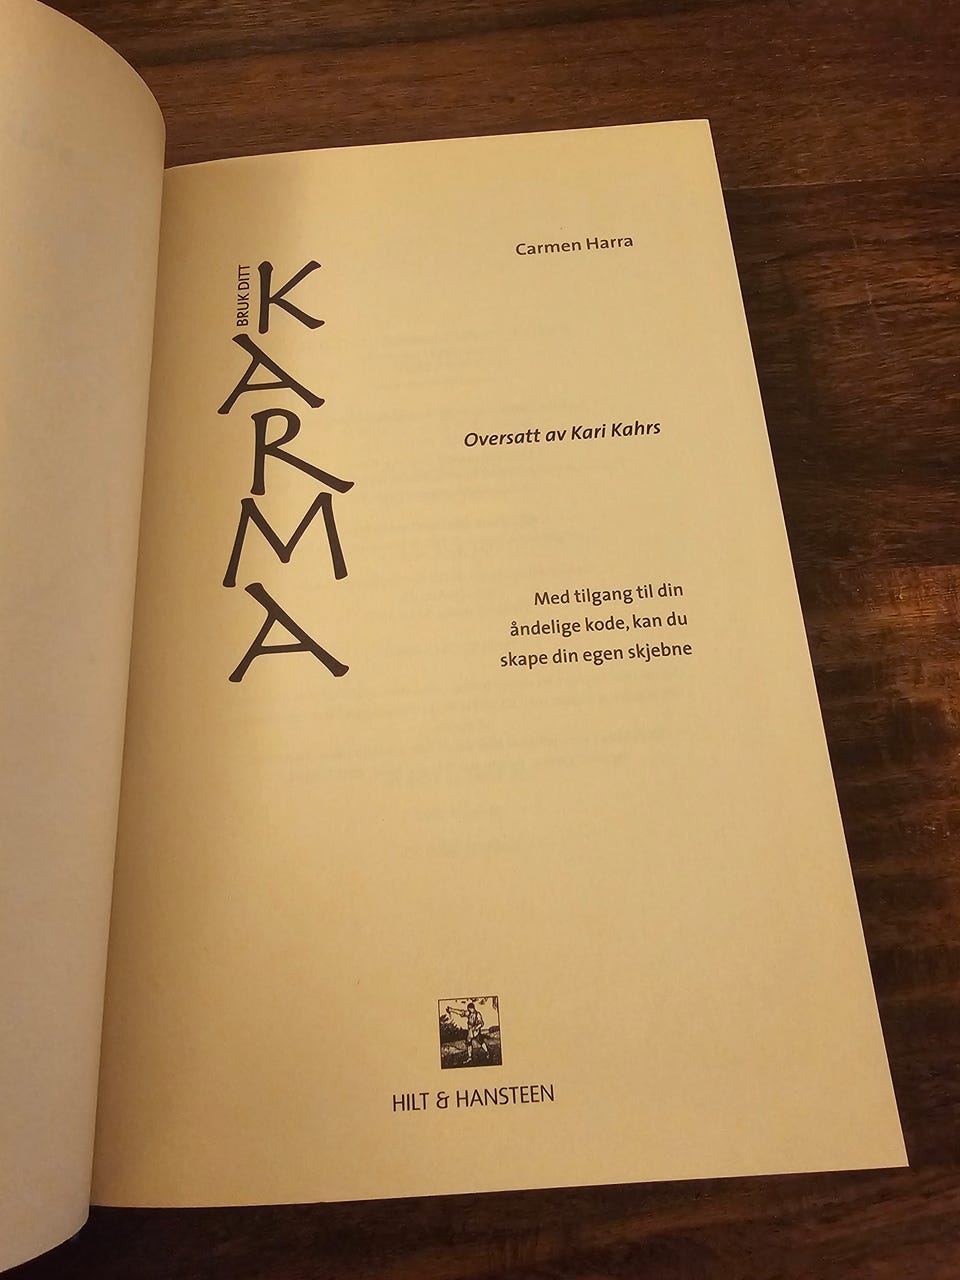 Carmen Harra
BRUK DITT
KARMA
Oversatt av Kari Kahrs
Med tilgang til din
åndelige kode, kan du
skape din egen skjebne
HILT & HANSTEEN